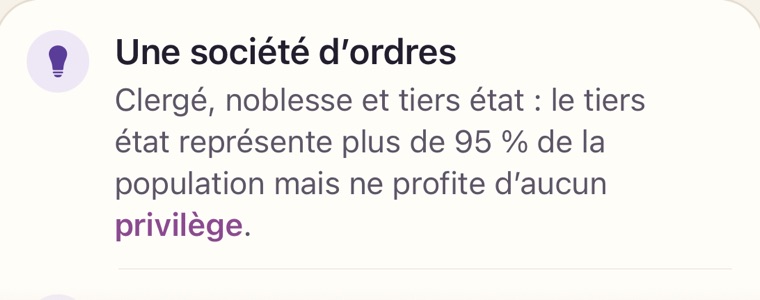 Une société d’ordres
Clergé, noblesse et tiers état : le tiers
état représente plus de 95 % de la
population mais ne profite d’aucun
privilège.